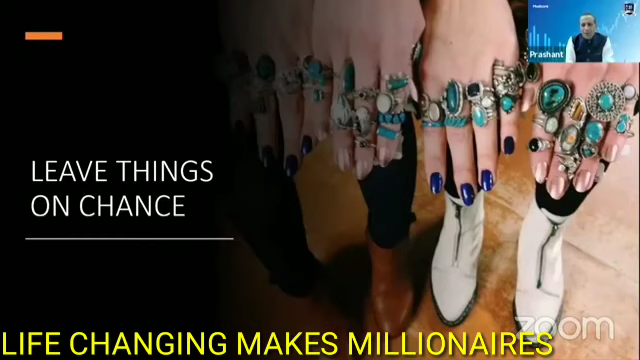 Prashant
LEAVE THINGS
ON CHANCE
zoom
LIFE CHANGING MAKES MILLIONAIRES